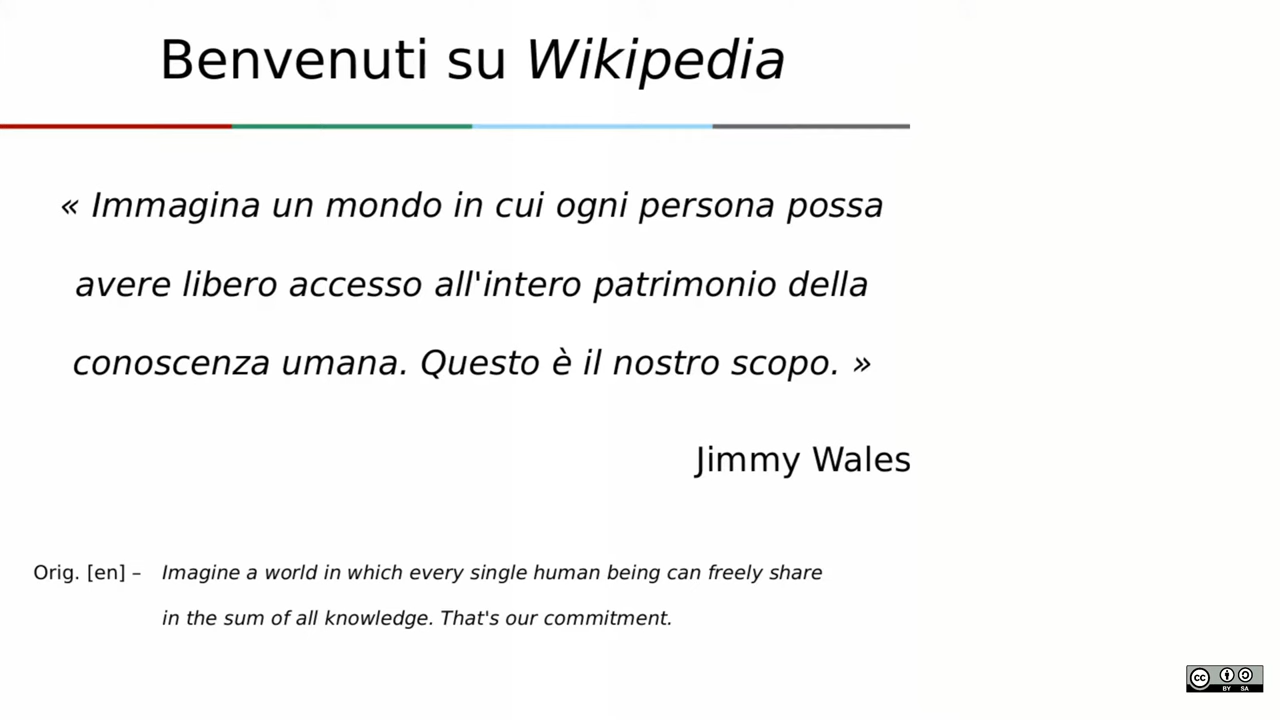 Benvenuti su Wikipedia
« Immagina un mondo in cui ogni persona possa
avere libero accesso all'intero patrimonio della
conoscenza umana. Questo è il nostro scopo. »
Jimmy Wales
Orig. [en] – Imagine a world in which every single human being can freely share
in the sum of all knowledge. That's our commitment.
cc
BY SA